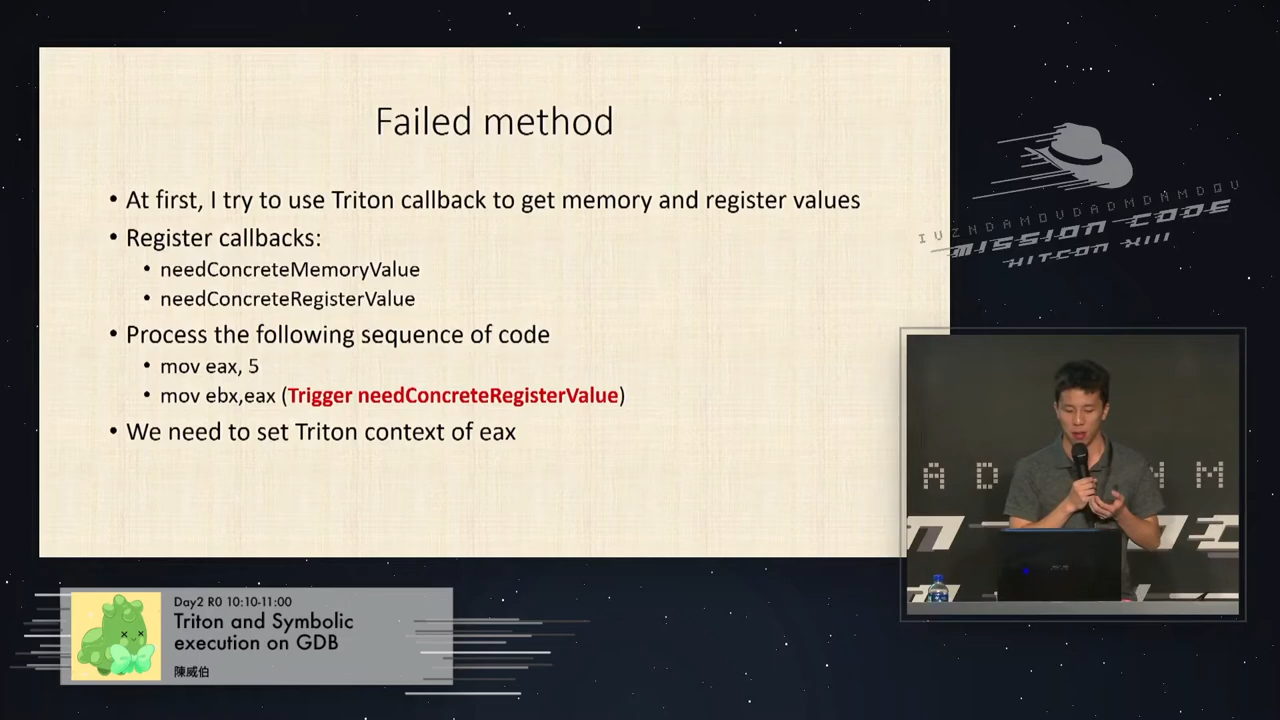 Failed method
• At first, I try to use Triton callback to get memory and register values
• Register callbacks:
• needConcreteMemoryValue
• needConcreteRegisterValue
• Process the following sequence of code
• mov eax, 5
• mov ebx,eax (Trigger needConcreteRegisterValue)
• We need to set Triton context of eax
IUZNDAMOVDADMDNHMDQV
MISSION CODE
HITCON XIII
Day2 R0 10:10-11:00
Triton and Symbolic
execution on GDB
陳威伯